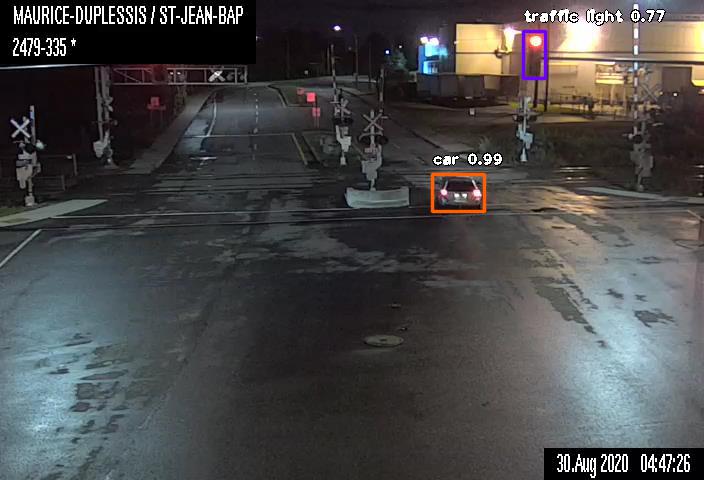 MAURICE-DUPLESSIS / ST-JEAN-BAP
2479-335 *
traffic light 0.77
car 0.99
30.Aug 2020 04:47:26